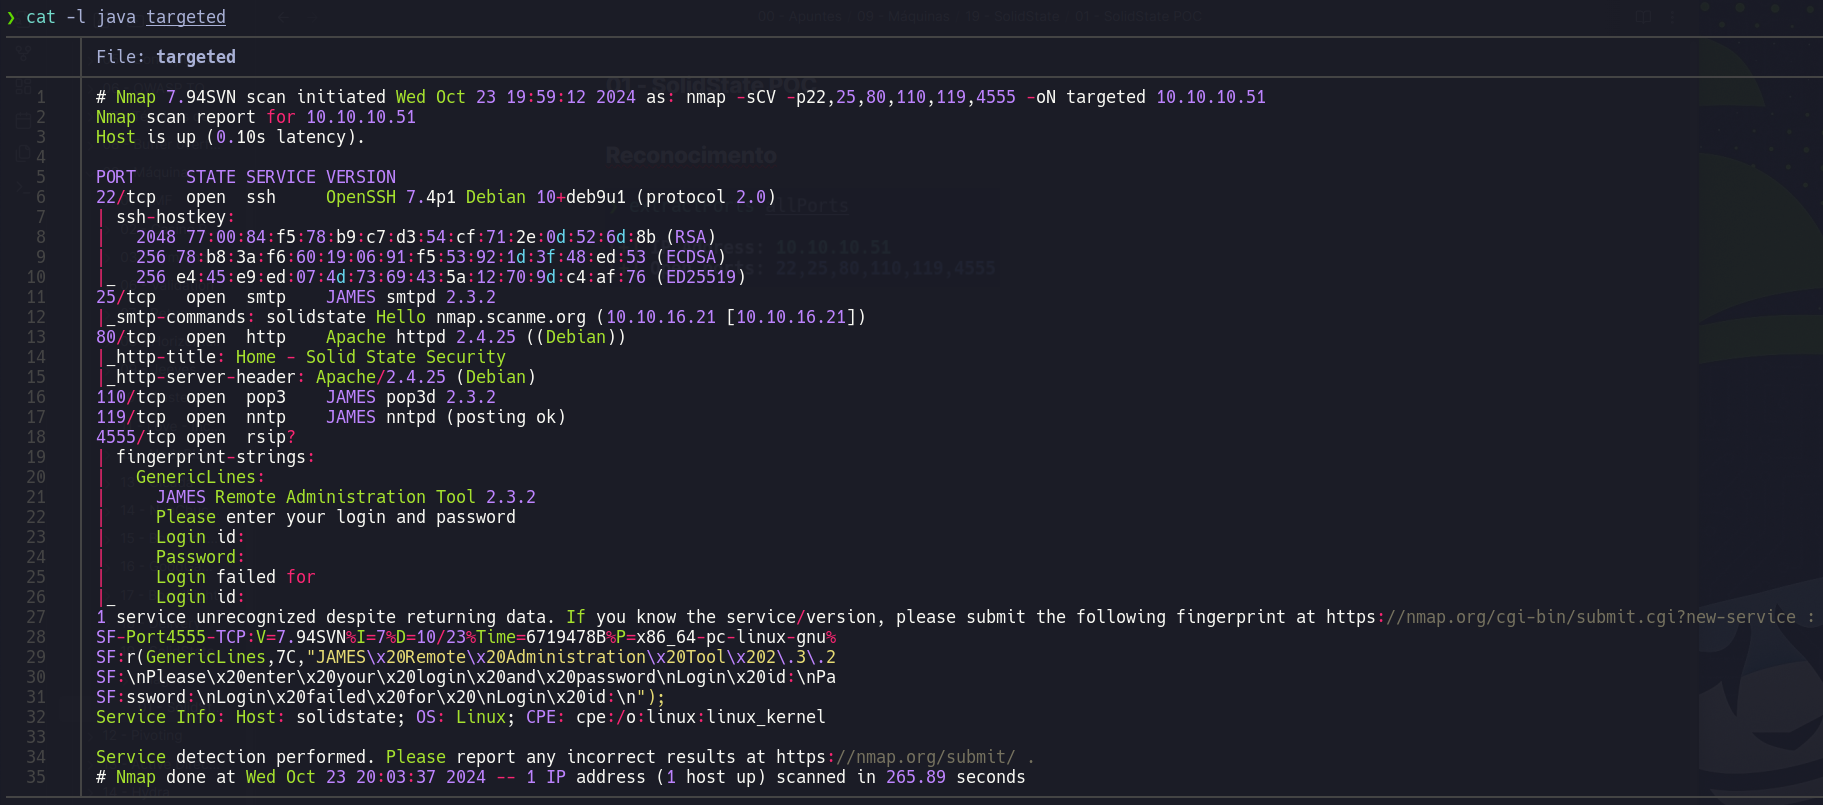 ❯ cat -l java targeted
File: targeted
1 # Nmap 7.94SVN scan initiated Wed Oct 23 19:59:12 2024 as: nmap -sCV -p22,25,80,110,119,4555 -oN targeted 10.10.10.51
2 Nmap scan report for 10.10.10.51
3 Host is up (0.10s latency).
4
5 PORT     STATE SERVICE VERSION
6 22/tcp   open  ssh     OpenSSH 7.4p1 Debian 10+deb9u1 (protocol 2.0)
7 | ssh-hostkey:
8 |   2048 77:00:84:f5:78:b9:c7:d3:54:cf:71:2e:0d:52:6d:8b (RSA)
9 |   256 78:b8:3a:f6:60:19:06:91:f5:53:92:1d:3f:48:ed:53 (ECDSA)
10 |_  256 e4:45:e9:ed:07:4d:73:69:43:5a:12:70:9d:c4:af:76 (ED25519)
11 25/tcp   open  smtp    JAMES smtpd 2.3.2
12 |_smtp-commands: solidstate Hello nmap.scanme.org (10.10.16.21 [10.10.16.21])
13 80/tcp   open  http    Apache httpd 2.4.25 ((Debian))
14 |_http-title: Home - Solid State Security
15 |_http-server-header: Apache/2.4.25 (Debian)
16 110/tcp  open  pop3    JAMES pop3d 2.3.2
17 119/tcp  open  nntp    JAMES nntpd (posting ok)
18 4555/tcp open  rsip?
19 | fingerprint-strings:
20 |   GenericLines:
21 |     JAMES Remote Administration Tool 2.3.2
22 |     Please enter your login and password
23 |     Login id:
24 |     Password:
25 |     Login failed for
26 |_    Login id:
27 1 service unrecognized despite returning data. If you know the service/version, please submit the following fingerprint at https://nmap.org/cgi-bin/submit.cgi?new-service :
28 SF-Port4555-TCP:V=7.94SVN%I=7%D=10/23%Time=6719478B%P=x86_64-pc-linux-gnu%
29 SF:r(GenericLines,7C,"JAMES\x20Remote\x20Administration\x20Tool\x202\.3\.2
30 SF:\nPlease\x20enter\x20your\x20login\x20and\x20password\nLogin\x20id:\nPa
31 SF:ssword:\nLogin\x20failed\x20for\x20\nLogin\x20id:\n");
32 Service Info: Host: solidstate; OS: Linux; CPE: cpe:/o:linux:linux_kernel
33
34 Service detection performed. Please report any incorrect results at https://nmap.org/submit/ .
35 # Nmap done at Wed Oct 23 20:03:37 2024 -- 1 IP address (1 host up) scanned in 265.89 seconds
01 - SolidState POC
Reconocimento